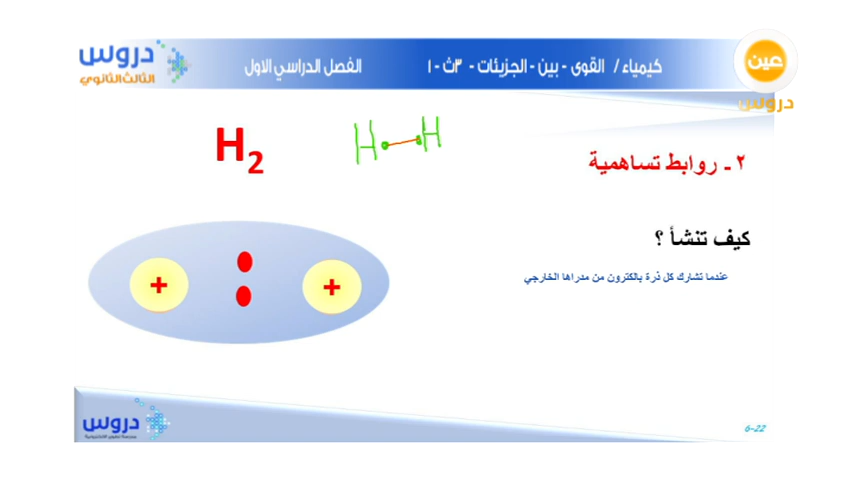 دروس
الثالث الثانوي
الفصل الدراسي الاول
كيمياء / القوى - بين - الجزيئات - ٣ث - ١
عين
دروس
H2
H H
٢ ـ روابط تساهمية
كيف تنشأ ؟
عندما تشارك كل ذرة بالكترون من مدراها الخارجي
+
+
دروس
6-22